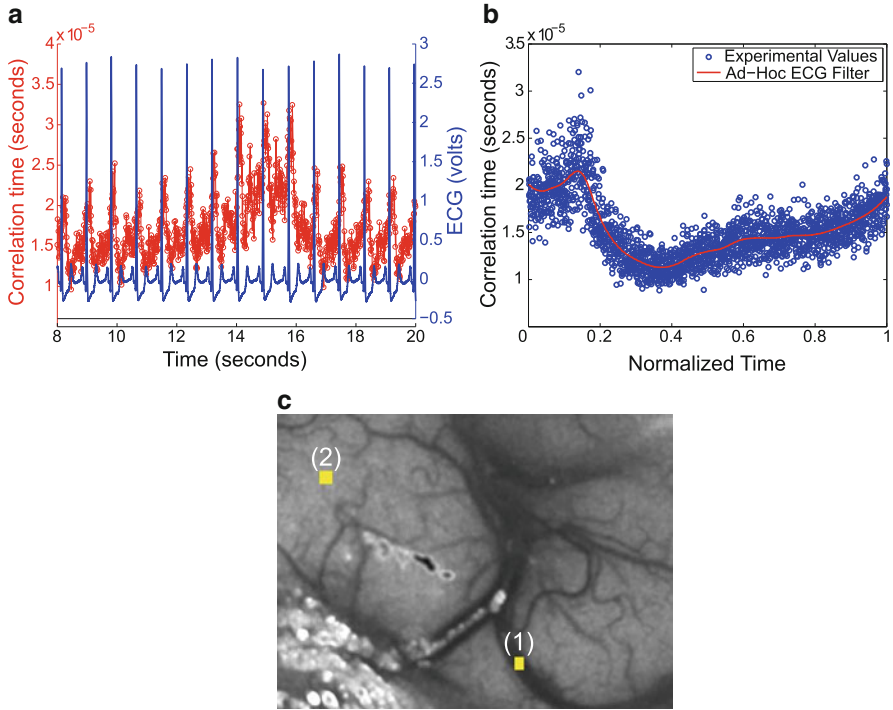 a
4 ×10⁻⁵
3.5
3
2.5
2
1.5
1
Correlation time (seconds)
3
2.5
2
1.5
1
0.5
0
−0.5
ECG (volts)
8 10 12 14 16 18 20
Time (seconds)
b
3.5 ×10⁻⁵
3
2.5
2
1.5
1
0.5
Correlation time (seconds)
Experimental Values
Ad−Hoc ECG Filter
0 0.2 0.4 0.6 0.8 1
Normalized Time
c
(2)
(1)